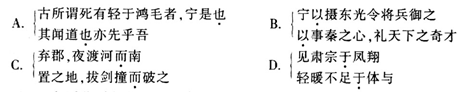 A. 古所谓死有轻于鸿毛者,宁是也
其闻道也亦先乎吾
B. 宁以摄东光令将兵御之
以事秦之心,礼天下之奇才
C. 弃郡,夜渡河而南
置之地,拔剑撞而破之
D. 见肃宗于凤翔
轻暖不足于体与